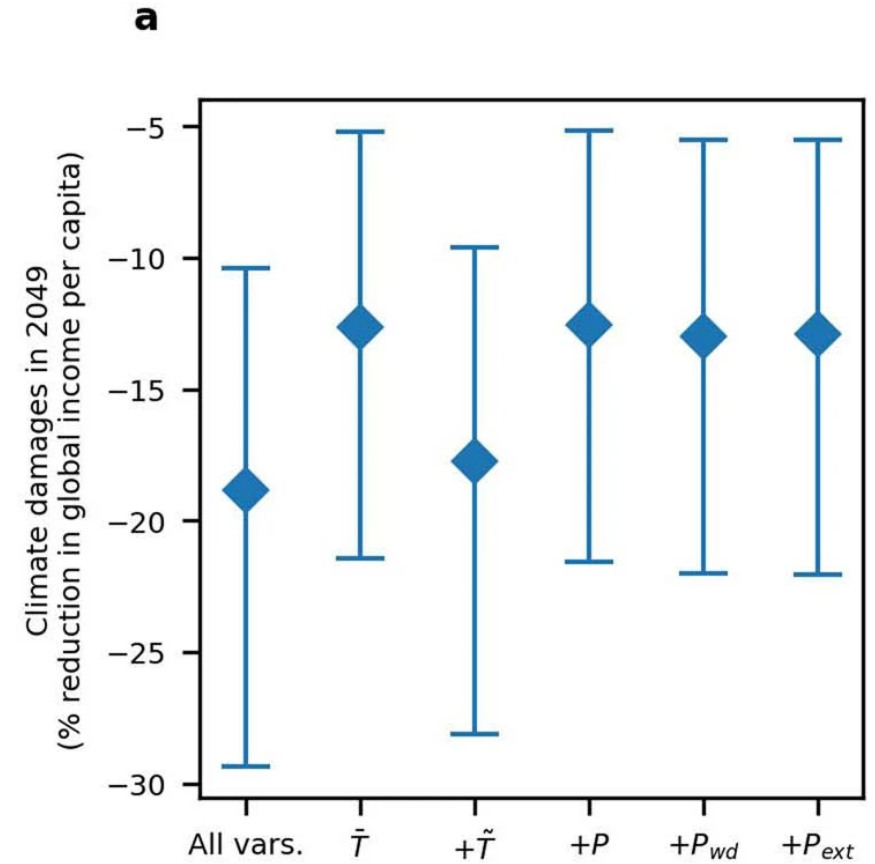 a
Climate damages in 2049
(% reduction in global income per capita)
−5
−10
−15
−20
−25
−30
All vars.
T̄
+T̃
+P
+P_wd
+P_ext